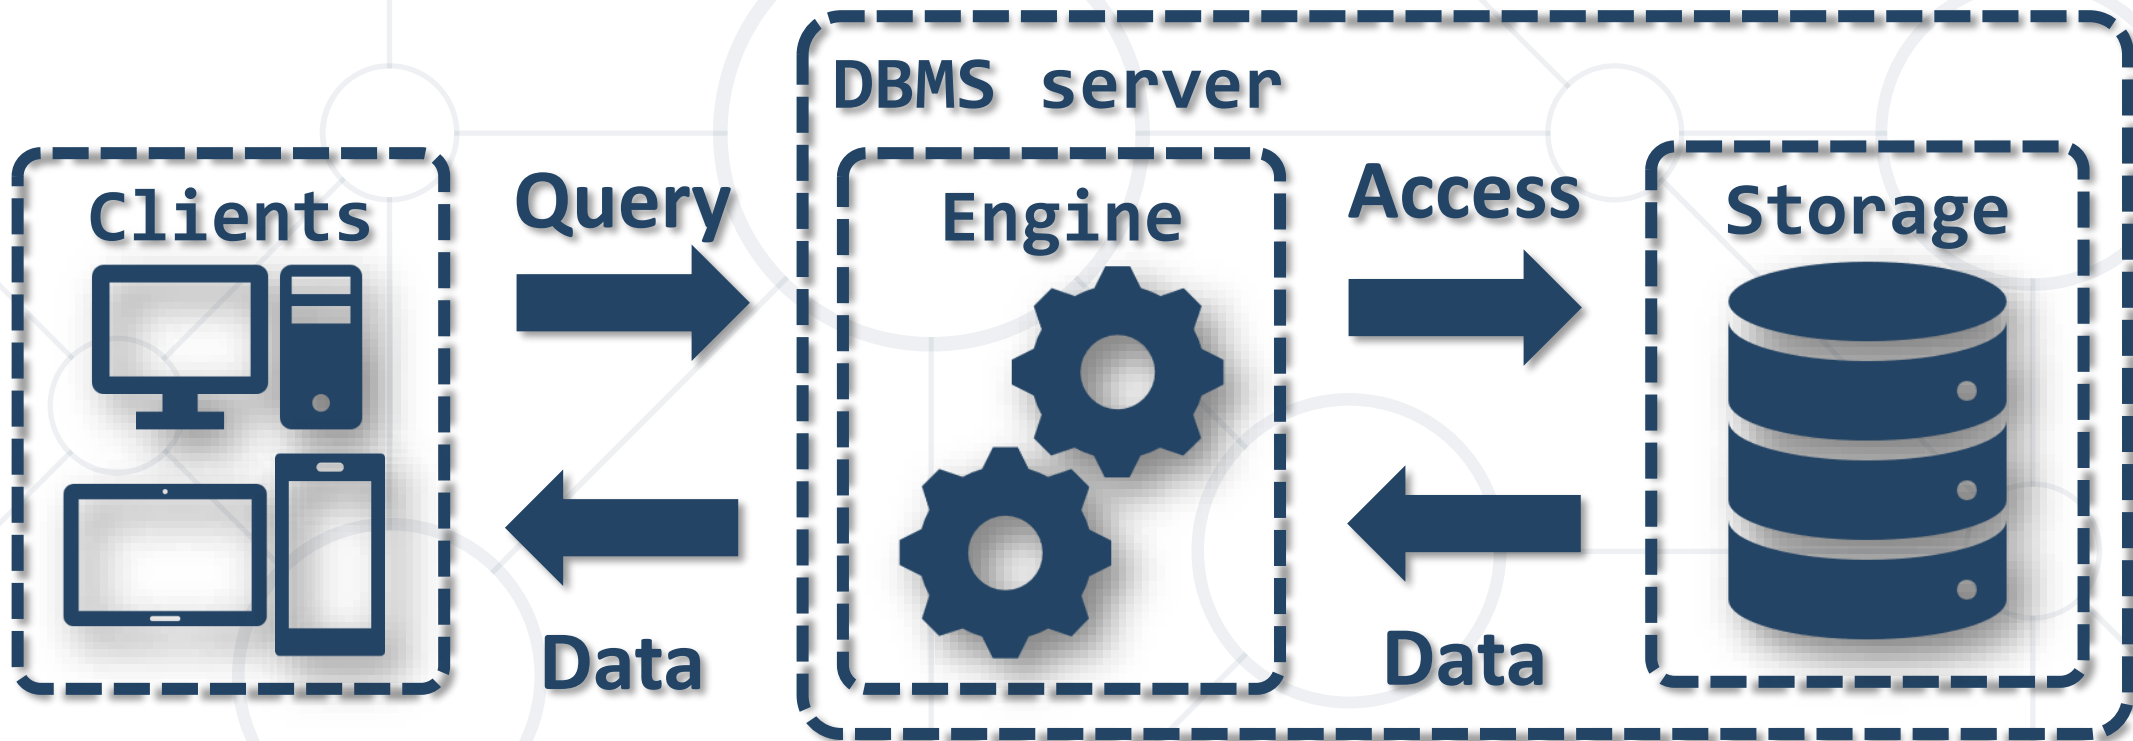 DBMS server
Clients
Query
Engine
Access
Storage
Data
Data